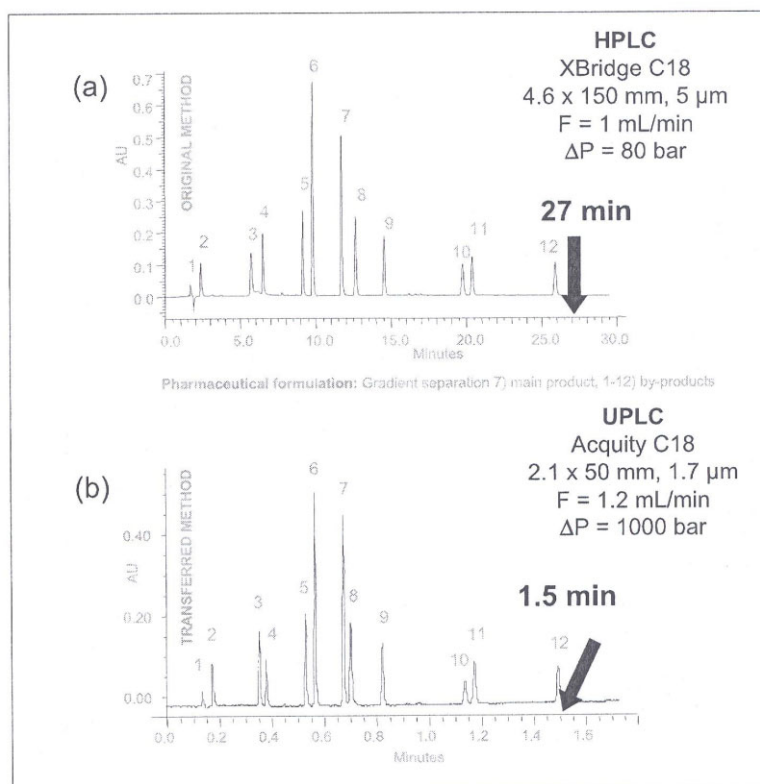 (a)
HPLC
XBridge C18
4.6 x 150 mm, 5 µm
F = 1 mL/min
ΔP = 80 bar
27 min
ORIGINAL METHOD
AU
0.7
0.6
0.5
0.4
0.3
0.2
0.1
0.0
1
2
3
4
5
6
7
8
9
10
11
12
0.0 5.0 10.0 15.0 20.0 25.0 30.0
Minutes
Pharmaceutical formulation: Gradient separation 7) main product, 1-12) by-products
(b)
UPLC
Acquity C18
2.1 x 50 mm, 1.7 µm
F = 1.2 mL/min
ΔP = 1000 bar
1.5 min
TRANSFERRED METHOD
AU
0.40
0.20
0.00
1
2
3
4
5
6
7
8
9
10
11
12
0.0 0.2 0.4 0.6 0.8 1.0 1.2 1.4 1.6
Minutes